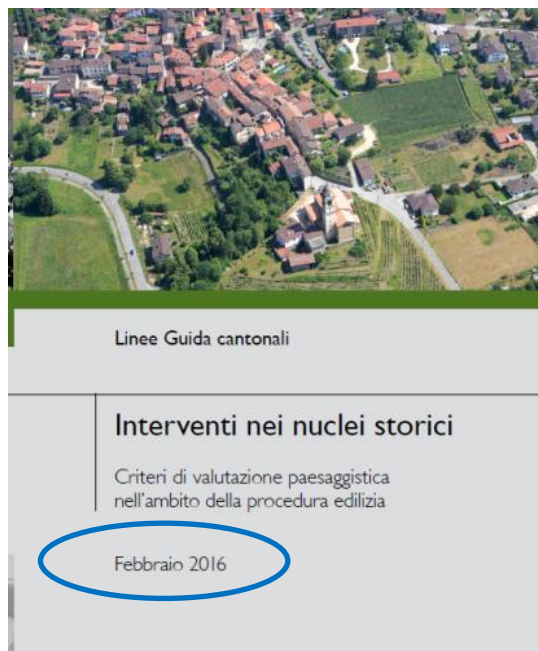 Linee Guida cantonali
Interventi nei nuclei storici
Criteri di valutazione paesaggistica
nell'ambito della procedura edilizia
Febbraio 2016